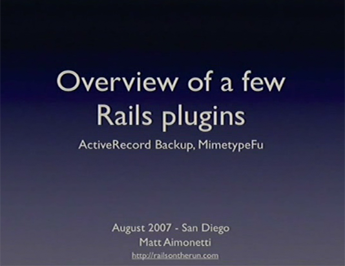 Overview of a few
Rails plugins
ActiveRecord Backup, MimetypeFu
August 2007 - San Diego
Matt Aimonetti
http://railsontherun.com